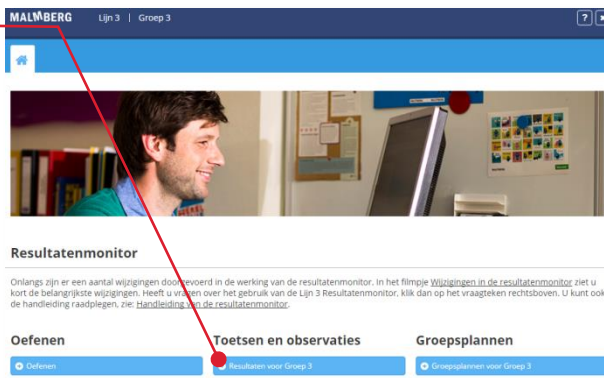 MALMBERG Lijn 3 | Groep 3
?
Resultatenmonitor
Onlangs zijn er een aantal wijzigingen doorgevoerd in de werking van de resultatenmonitor. In het filmpje Wijzigingen in de resultatenmonitor ziet u
kort de belangrijkste wijzigingen. Heeft u vragen over het gebruik van de Lijn 3 Resultatenmonitor, klik dan op het vraagteken rechtsboven. U kunt ook
de handleiding raadplegen, zie: Handleiding van de resultatenmonitor.
Oefenen Toetsen en observaties Groepsplannen
Oefenen Resultaten voor Groep 3 Groepsplannen voor Groep 3